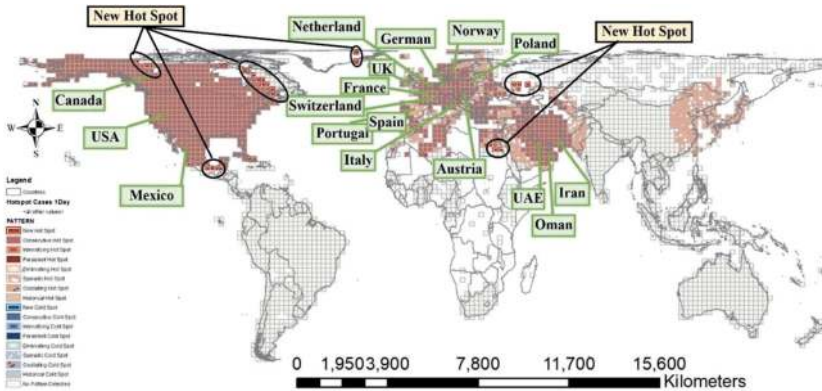 New Hot Spot
Netherland
German
Norway
Poland
New Hot Spot
UK
France
Canada
Switzerland
USA
Spain
Portugal
Italy
Mexico
Austria
UAE
Iran
Oman
N
W
E
S
Legend
Countries
Hotspot Cases 1Day
PATTERN
New Hot Spot
Consecutive Hot Spot
Intensifying Hot Spot
Persistent Hot Spot
Diminishing Hot Spot
Sporadic Hot Spot
Oscillating Hot Spot
Historical Hot Spot
New Cold Spot
Consecutive Cold Spot
Intensifying Cold Spot
Persistent Cold Spot
Diminishing Cold Spot
Sporadic Cold Spot
Oscillating Cold Spot
Historical Cold Spot
No Pattern Detected
0 1,950 3,900 7,800 11,700 15,600
Kilometers